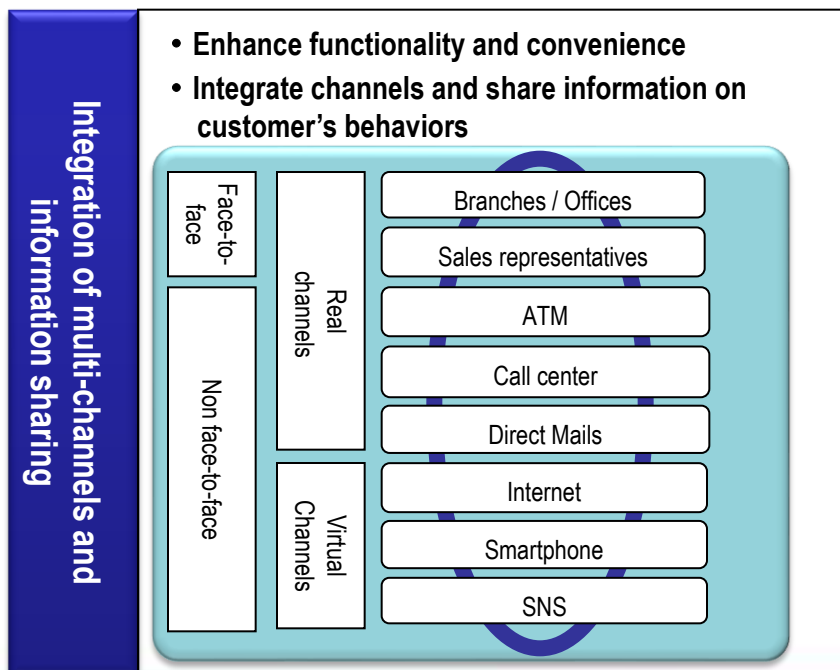 Integration of multi-channels and
information sharing
• Enhance functionality and convenience
• Integrate channels and share information on
customer's behaviors
Face-to-
face
Non face-to-face
Real
channels
Virtual
Channels
Branches / Offices
Sales representatives
ATM
Call center
Direct Mails
Internet
Smartphone
SNS